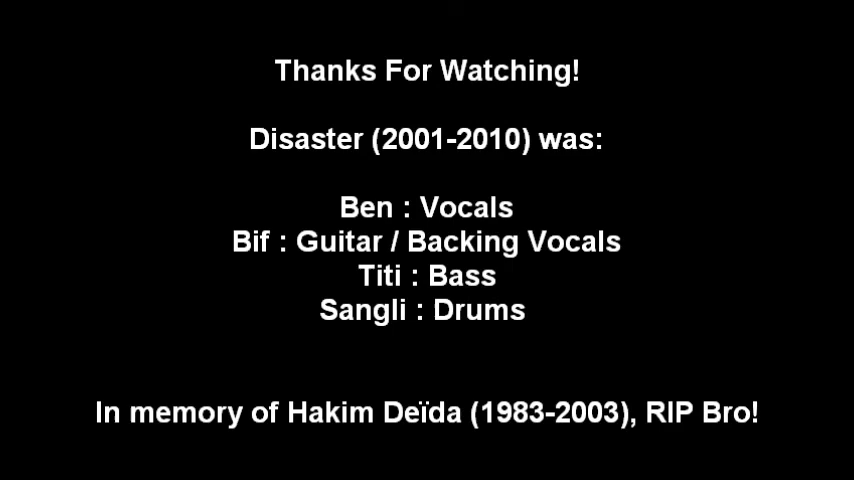 Thanks For Watching!
Disaster (2001-2010) was:
Ben : Vocals
Bif : Guitar / Backing Vocals
Titi : Bass
Sangli : Drums
In memory of Hakim Deïda (1983-2003), RIP Bro!